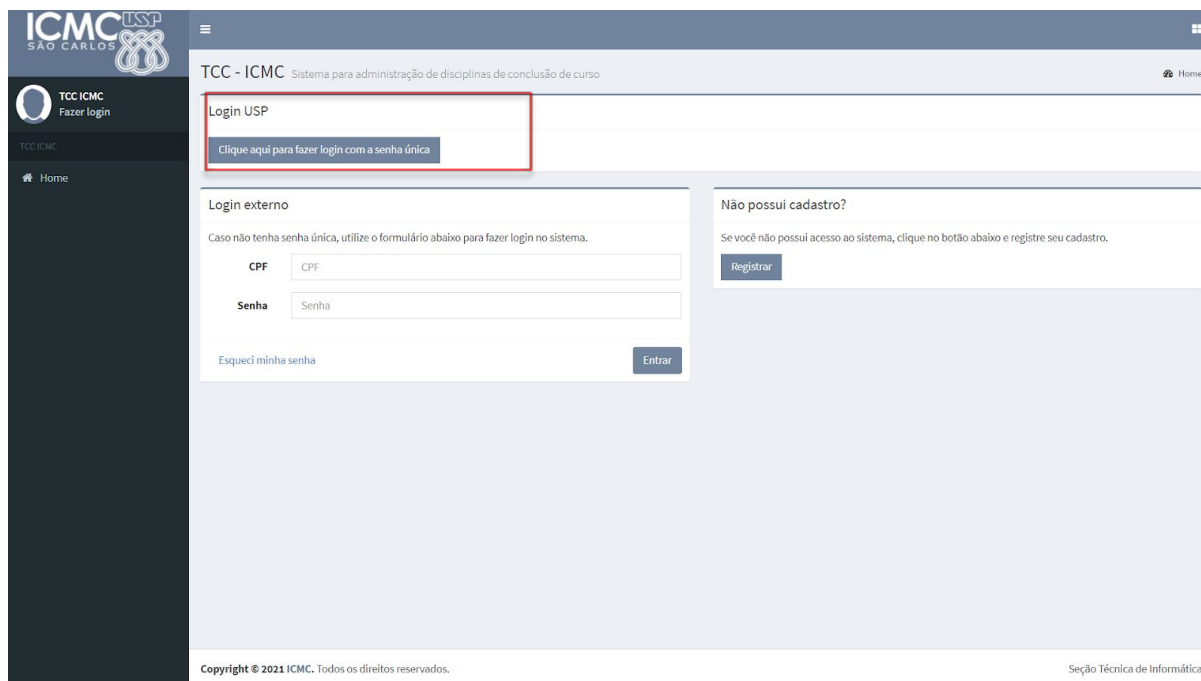 ICMC USP
SÃO CARLOS
TCC ICMC
Fazer login
TCC ICMC
Home
TCC - ICMC Sistema para administração de disciplinas de conclusão de curso
Home
Login USP
Clique aqui para fazer login com a senha única
Login externo
Caso não tenha senha única, utilize o formulário abaixo para fazer login no sistema.
CPF CPF
Senha Senha
Esqueci minha senha
Entrar
Não possui cadastro?
Se você não possui acesso ao sistema, clique no botão abaixo e registre seu cadastro.
Registrar
Copyright © 2021 ICMC. Todos os direitos reservados.
Seção Técnica de Informática